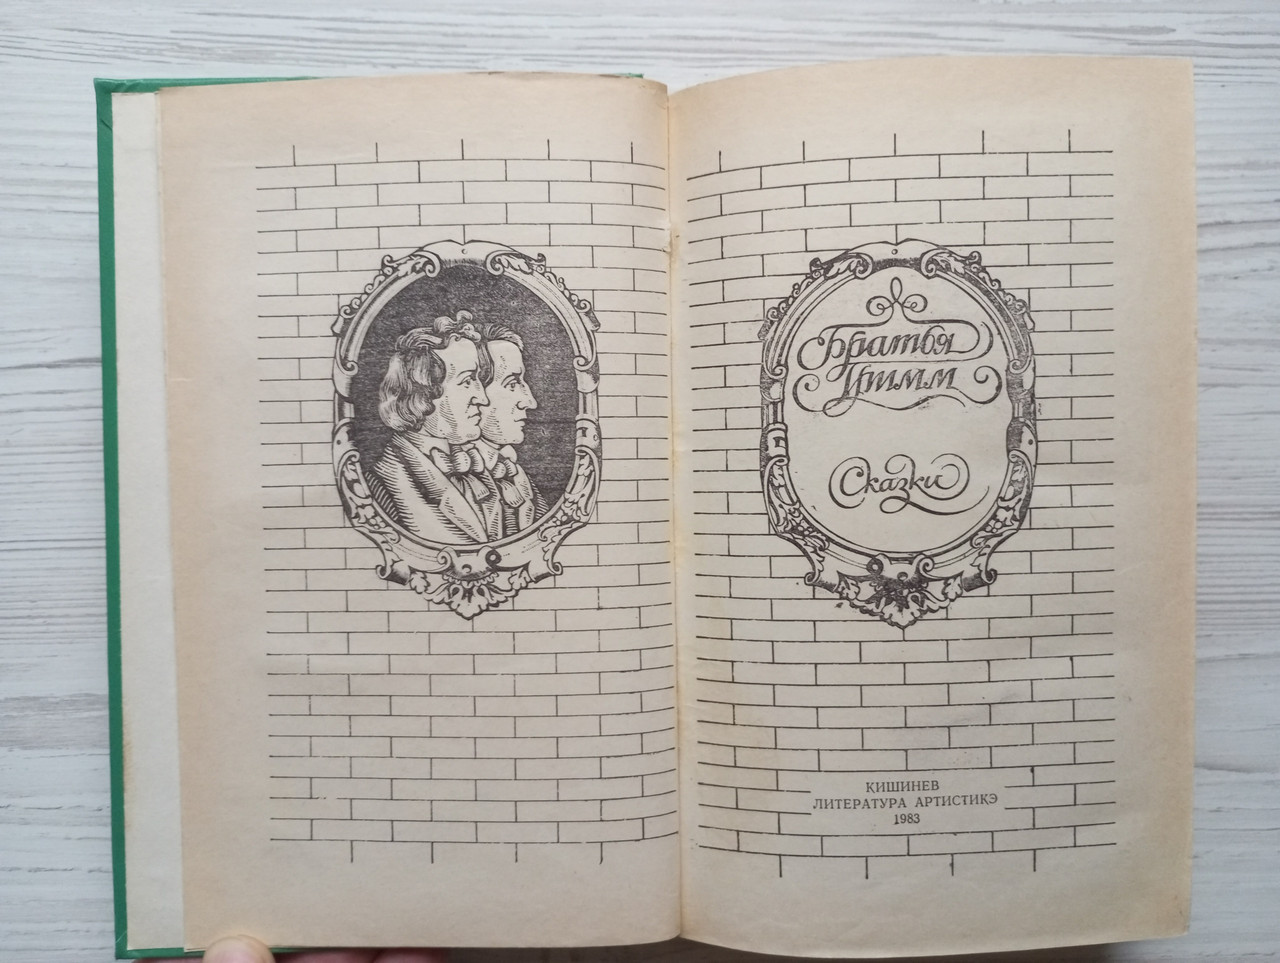 Братья
Гримм
Сказки
КИШИНЕВ
ЛИТЕРАТУРА АРТИСТИКЭ
1983